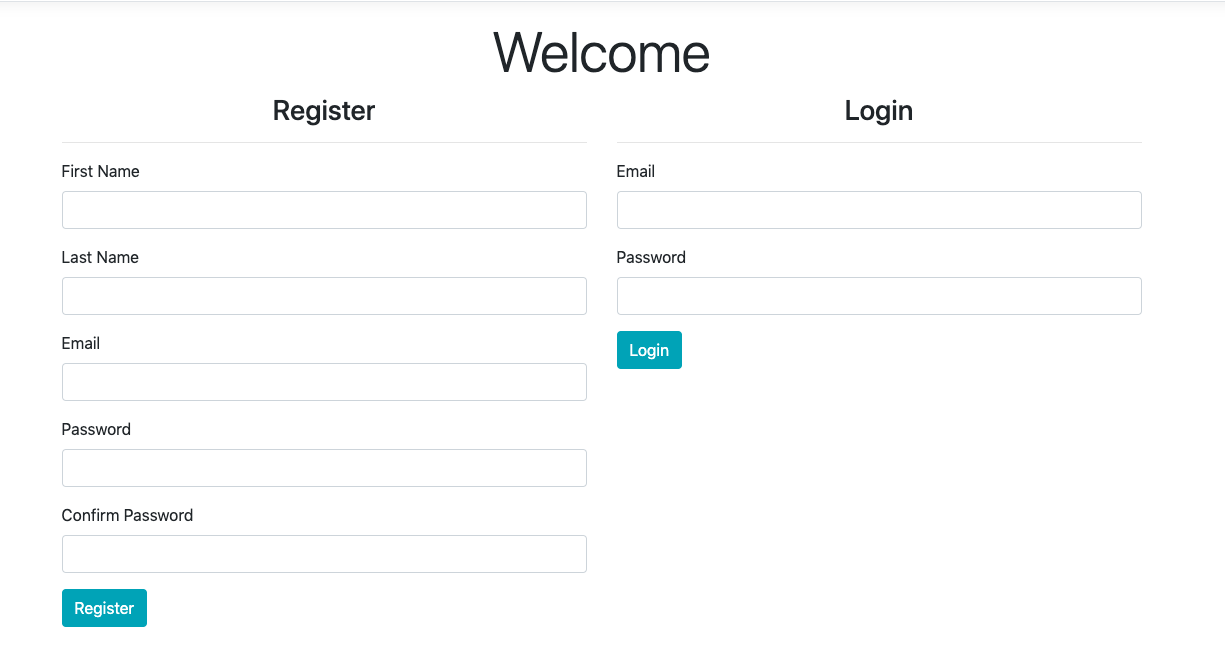 Welcome
Register
First Name
Last Name
Email
Password
Confirm Password
Register
Login
Email
Password
Login